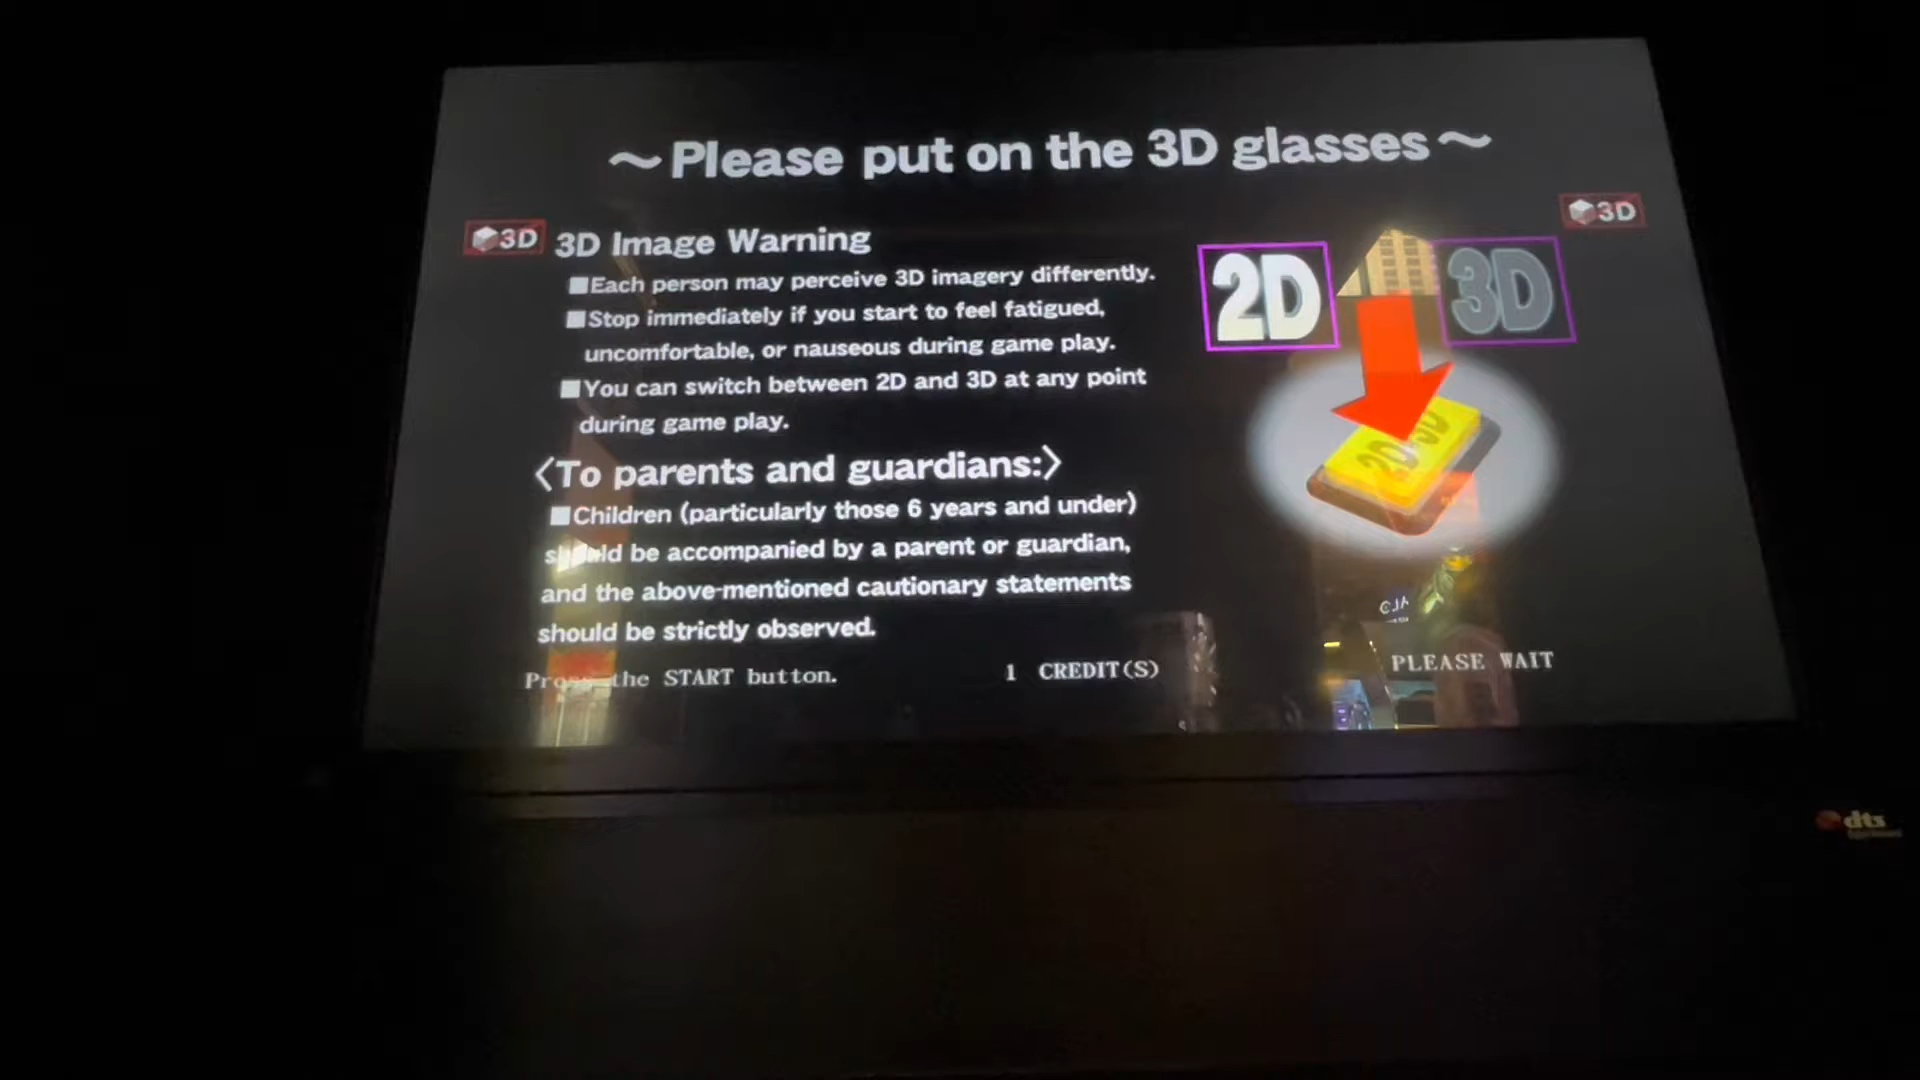 ~Please put on the 3D glasses~
3D
3D
3D Image Warning
2D
3D
■Each person may perceive 3D imagery differently.
■Stop immediately if you start to feel fatigued,
uncomfortable, or nauseous during game play.
■You can switch between 2D and 3D at any point
during game play.
2D 3D
〈To parents and guardians:〉
■Children (particularly those 6 years and under)
should be accompanied by a parent or guardian,
and the above-mentioned cautionary statements
should be strictly observed.
Press the START button.
1 CREDIT(S)
PLEASE WAIT
dts